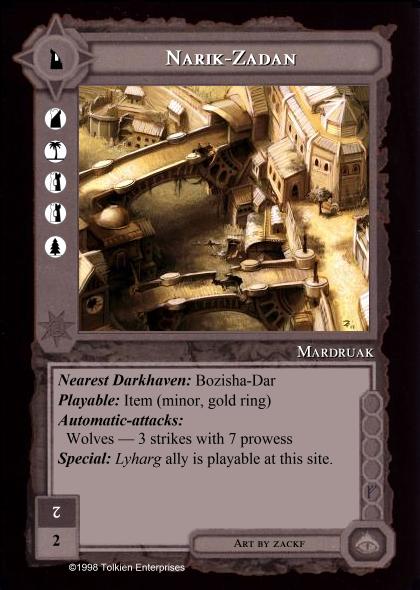 NARIK-ZADAN
MARDRUAK
Nearest Darkhaven: Bozisha-Dar
Playable: Item (minor, gold ring)
Automatic-attacks:
Wolves — 3 strikes with 7 prowess
Special: Lyharg ally is playable at this site.
2
ART BY ZACKF
©1998 Tolkien Enterprises